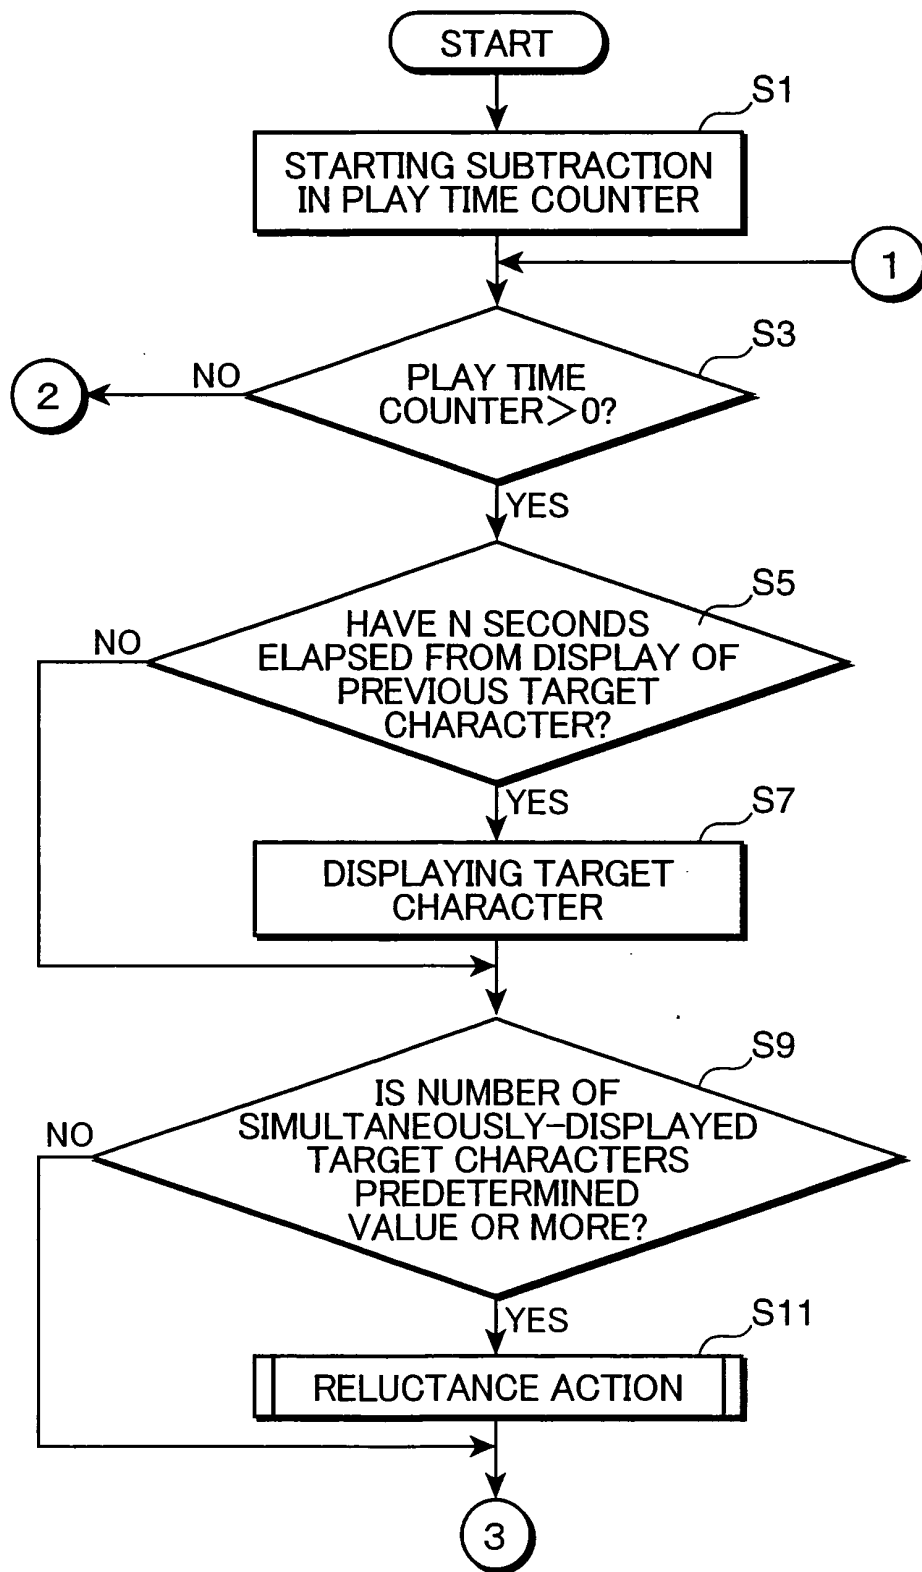 START
S1
STARTING SUBTRACTION
IN PLAY TIME COUNTER
1
S3
PLAY TIME
COUNTER>0?
NO
2
YES
S5
HAVE N SECONDS
ELAPSED FROM DISPLAY OF
PREVIOUS TARGET
CHARACTER?
NO
YES
S7
DISPLAYING TARGET
CHARACTER
S9
IS NUMBER OF
SIMULTANEOUSLY-DISPLAYED
TARGET CHARACTERS
PREDETERMINED
VALUE OR MORE?
NO
YES
S11
RELUCTANCE ACTION
3